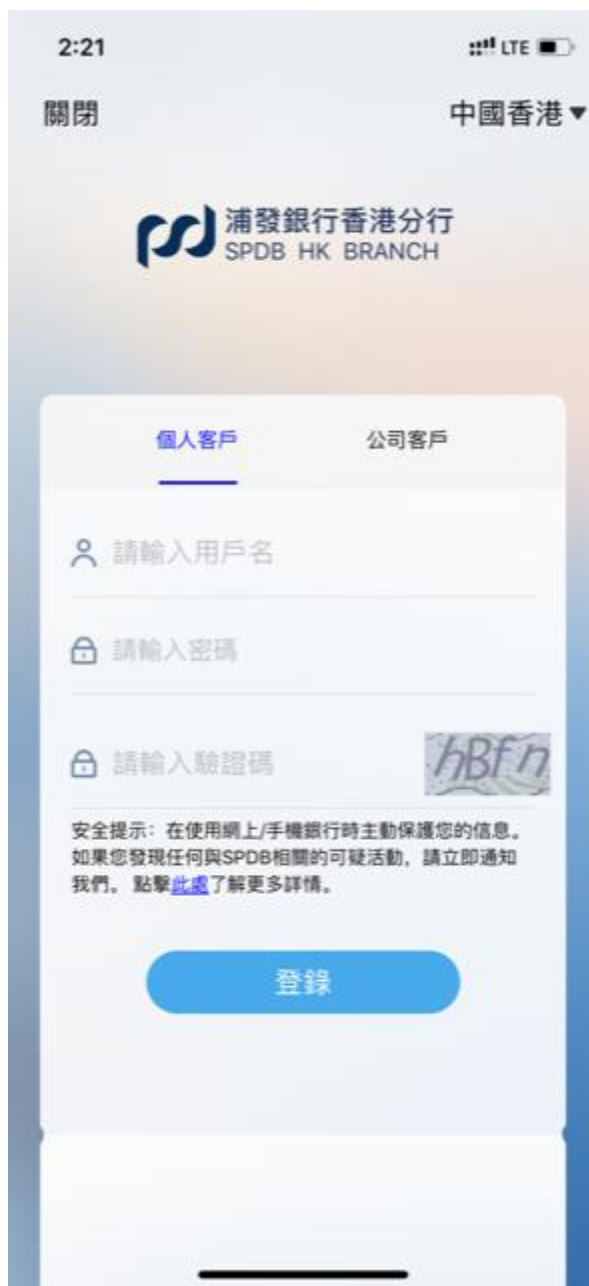 2:21 LTE
關閉 中國香港▼
浦發銀行香港分行
SPDB HK BRANCH
個人客戶 公司客戶
請輸入用戶名
請輸入密碼
請輸入驗證碼 hBfn
安全提示：在使用網上/手機銀行時主動保護您的信息。
如果您發現任何與SPDB相關的可疑活動，請立即通知
我們。 點擊此處了解更多詳情。
登錄